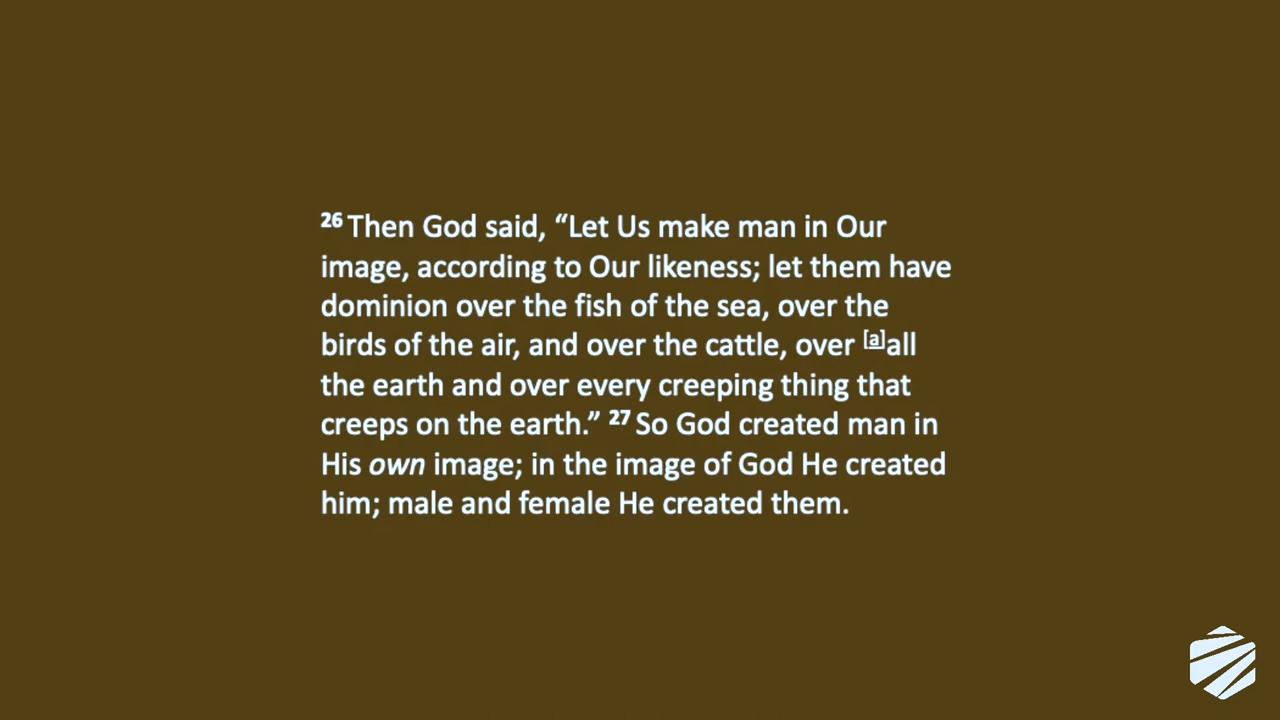 26 Then God said, “Let Us make man in Our
image, according to Our likeness; let them have
dominion over the fish of the sea, over the
birds of the air, and over the cattle, over [a]all
the earth and over every creeping thing that
creeps on the earth.” 27 So God created man in
His own image; in the image of God He created
him; male and female He created them.